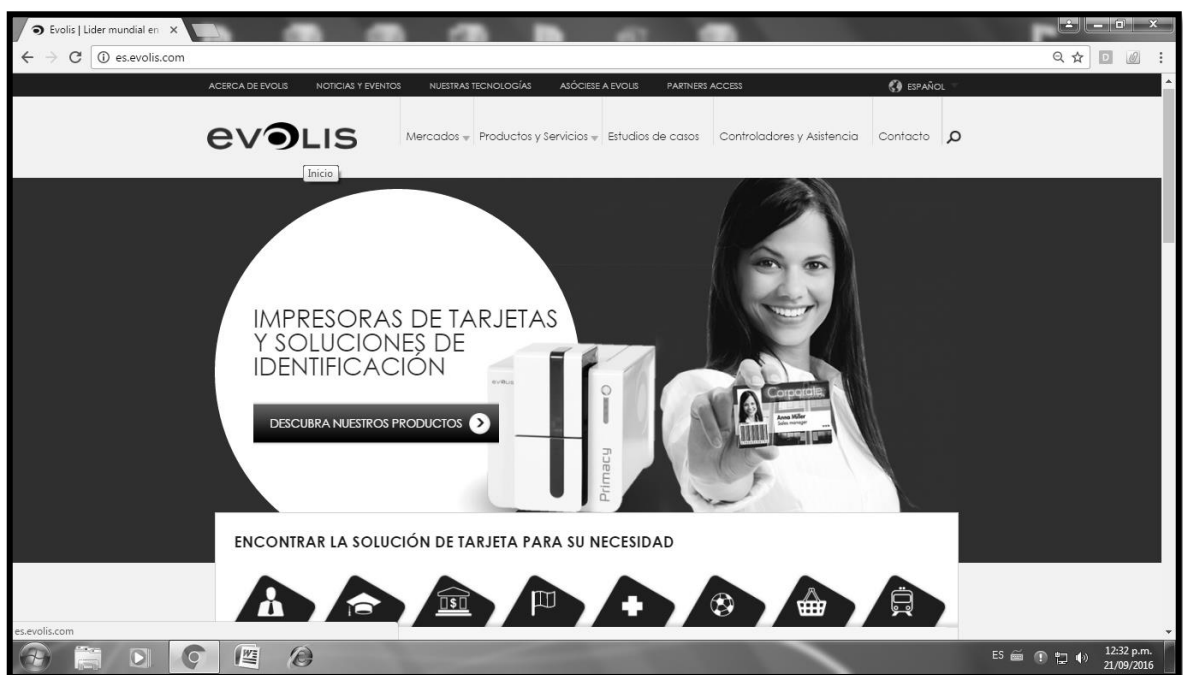 Evolis | Lider mundial en
es.evolis.com
ACERCA DE EVOLIS NOTICIAS Y EVENTOS NUESTRAS TECNOLOGÍAS ASÓCIESE A EVOLIS PARTNERS ACCESS ESPAÑOL
evolis Mercados Productos y Servicios Estudios de casos Controladores y Asistencia Contacto
Inicio
IMPRESORAS DE TARJETAS
Y SOLUCIONES DE
IDENTIFICACIÓN
DESCUBRA NUESTROS PRODUCTOS
evolis
Primacy
Corporate
Anna Miller
Sales manager
ENCONTRAR LA SOLUCIÓN DE TARJETA PARA SU NECESIDAD
es.evolis.com
ES 12:32 p.m.
21/09/2016